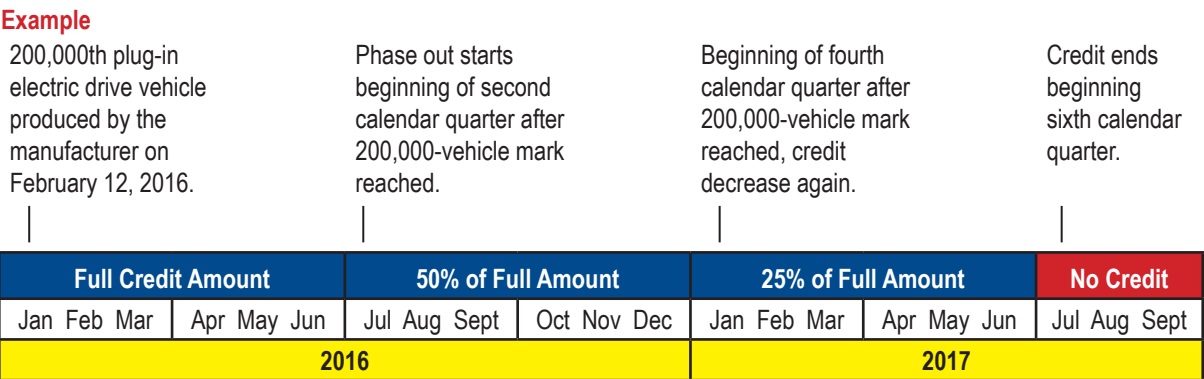 Example
200,000th plug-in
electric drive vehicle
produced by the
manufacturer on
February 12, 2016.
Phase out starts
beginning of second
calendar quarter after
200,000-vehicle mark
reached.
Beginning of fourth
calendar quarter after
200,000-vehicle mark
reached, credit
decrease again.
Credit ends
beginning
sixth calendar
quarter.
Full Credit Amount 50% of Full Amount 25% of Full Amount No Credit
Jan Feb Mar Apr May Jun Jul Aug Sept Oct Nov Dec Jan Feb Mar Apr May Jun Jul Aug Sept
2016 2017